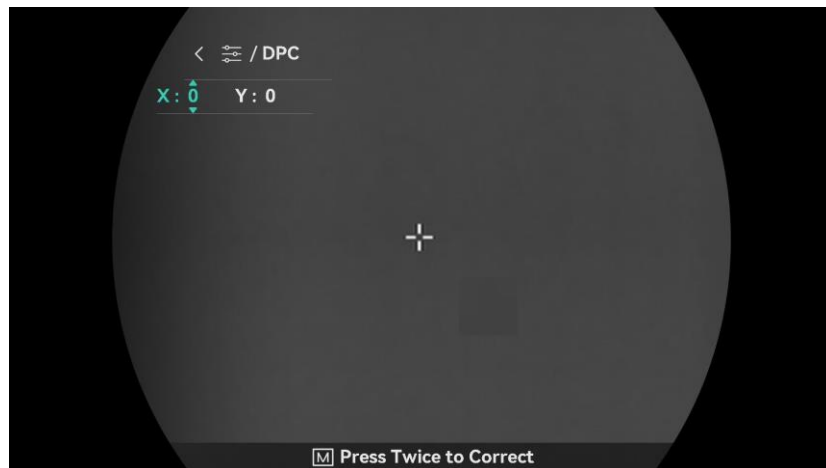 / DPC
X: 0 Y: 0
M Press Twice to Correct